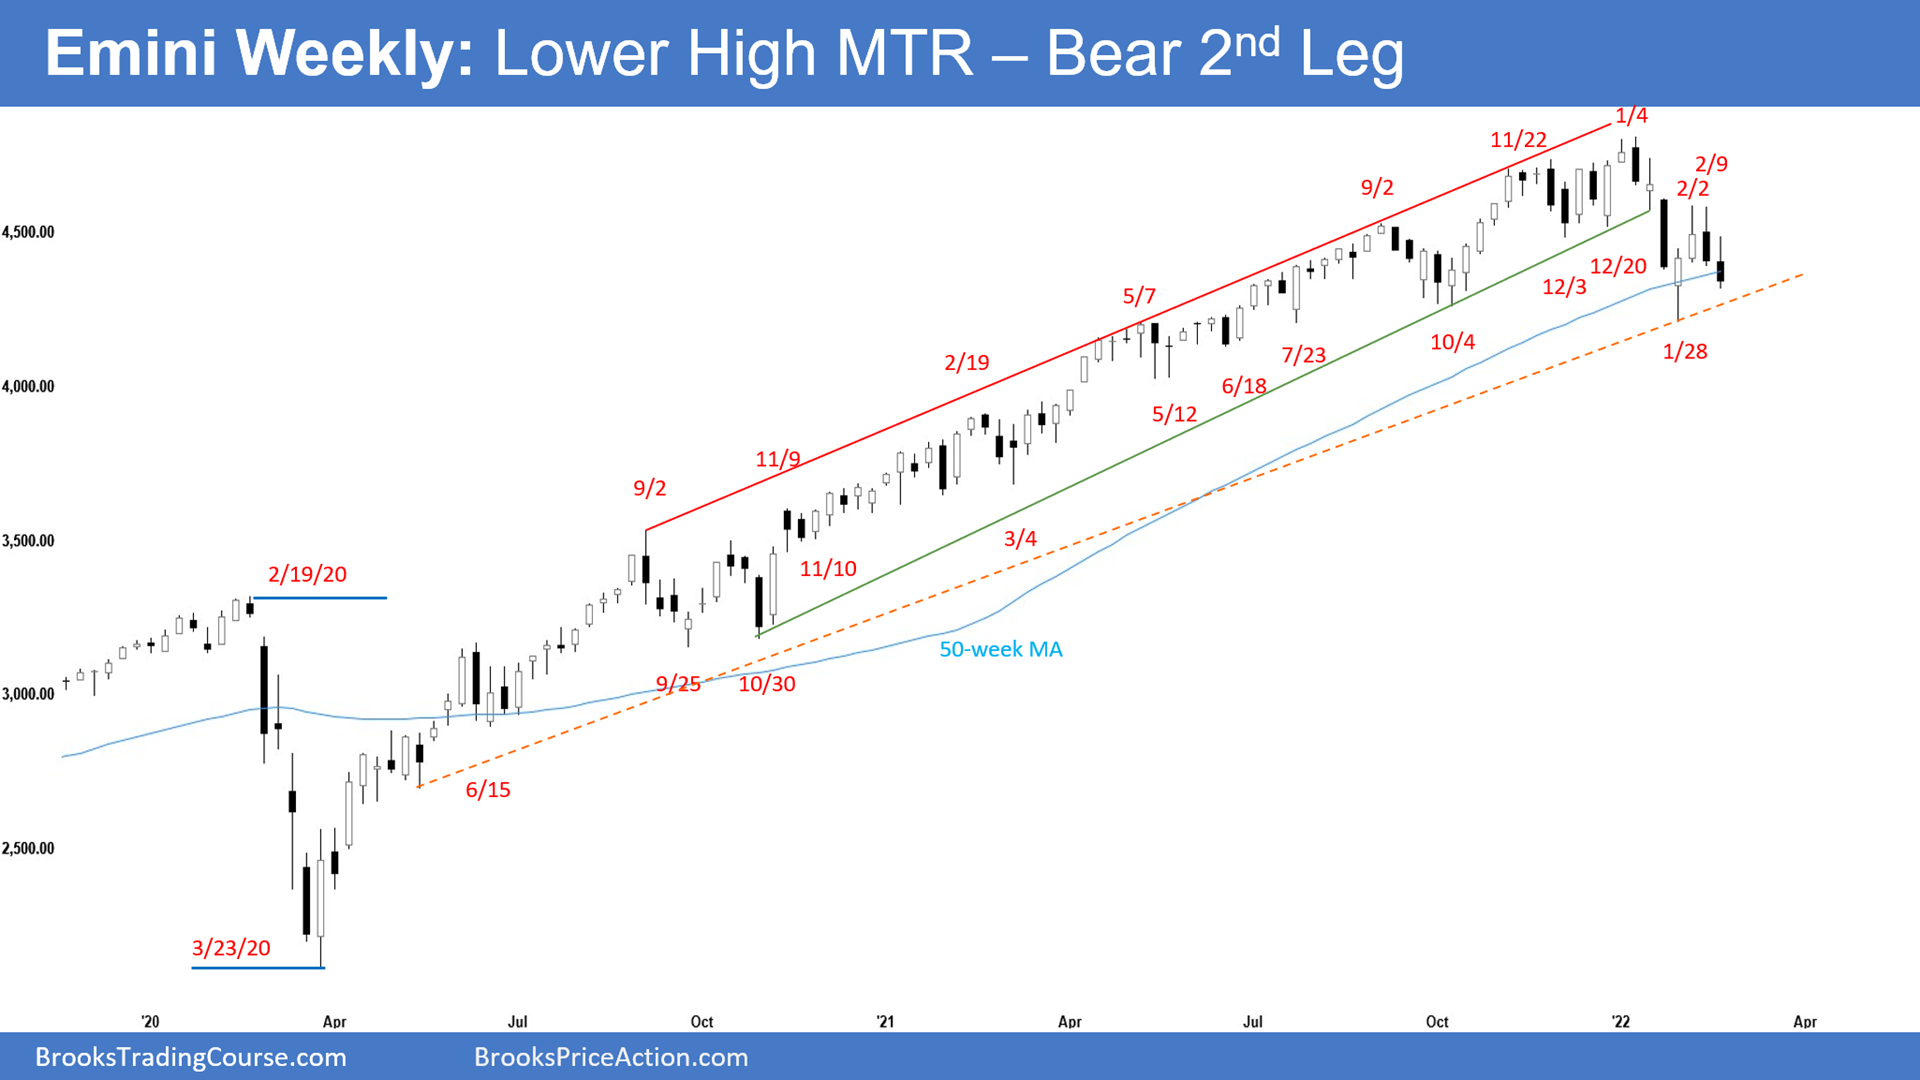 Emini Weekly: Lower High MTR – Bear 2nd Leg
1/4
11/22
2/9
9/2
2/2
4,500.00
12/20
12/3
5/7
10/4
1/28
7/23
2/19
4,000.00
6/18
5/12
11/9
9/2
3,500.00
3/4
11/10
2/19/20
50-week MA
9/25
10/30
3,000.00
6/15
2,500.00
3/23/20
'20
Apr
Jul
Oct
'21
Apr
Jul
Oct
'22
Apr
BrooksTradingCourse.com
BrooksPriceAction.com